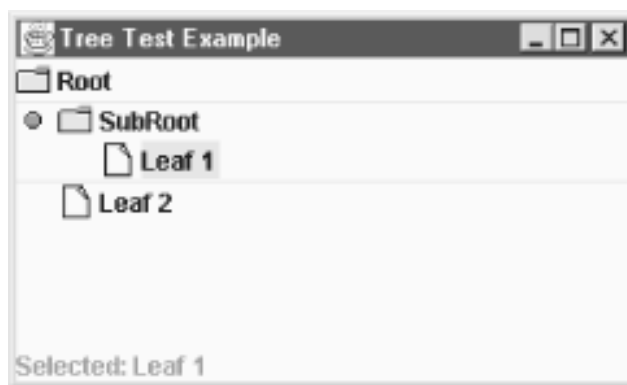 Tree Test Example
Root
SubRoot
Leaf 1
Leaf 2
Selected: Leaf 1